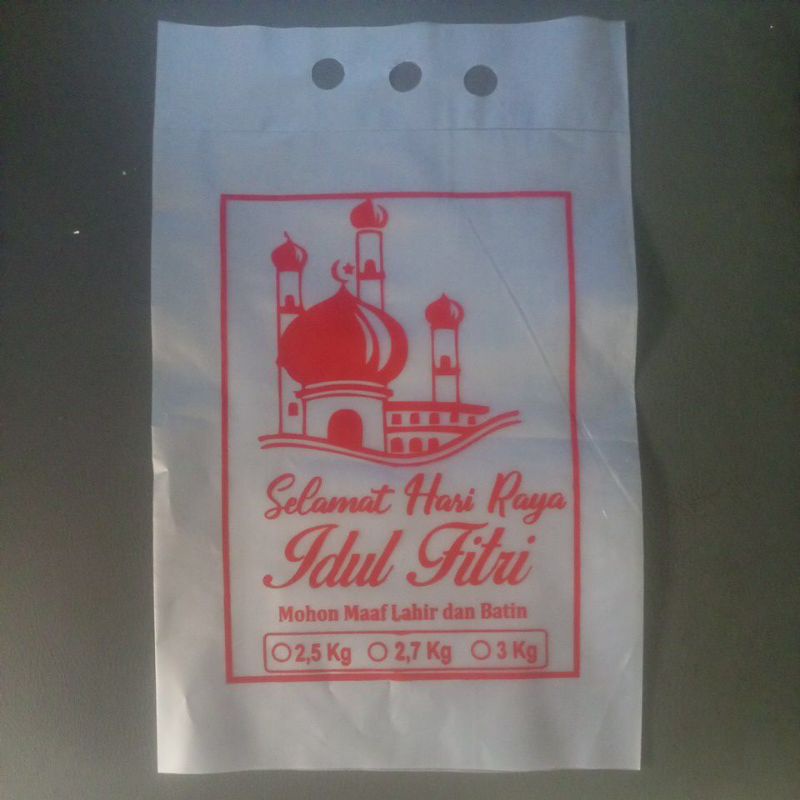 Selamat Hari Raya
Idul Fitri
Mohon Maaf Lahir dan Batin
2,5 Kg 2,7 Kg 3 Kg